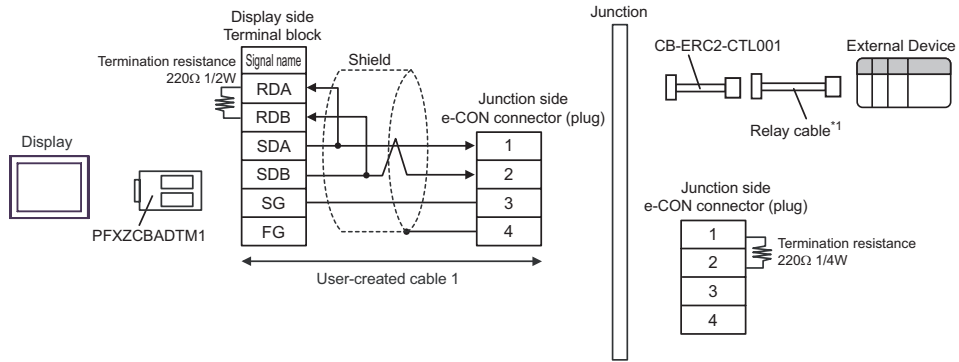 Display side
Terminal block
Junction
CB-ERC2-CTL001
External Device
Termination resistance
220Ω 1/2W
Signal name
Shield
RDA
RDB
SDA
SDB
SG
FG
Junction side
e-CON connector (plug)
1
2
3
4
Relay cable*1
Display
PFXZCBADTM1
User-created cable 1
Junction side
e-CON connector (plug)
1
2
3
4
Termination resistance
220Ω 1/4W